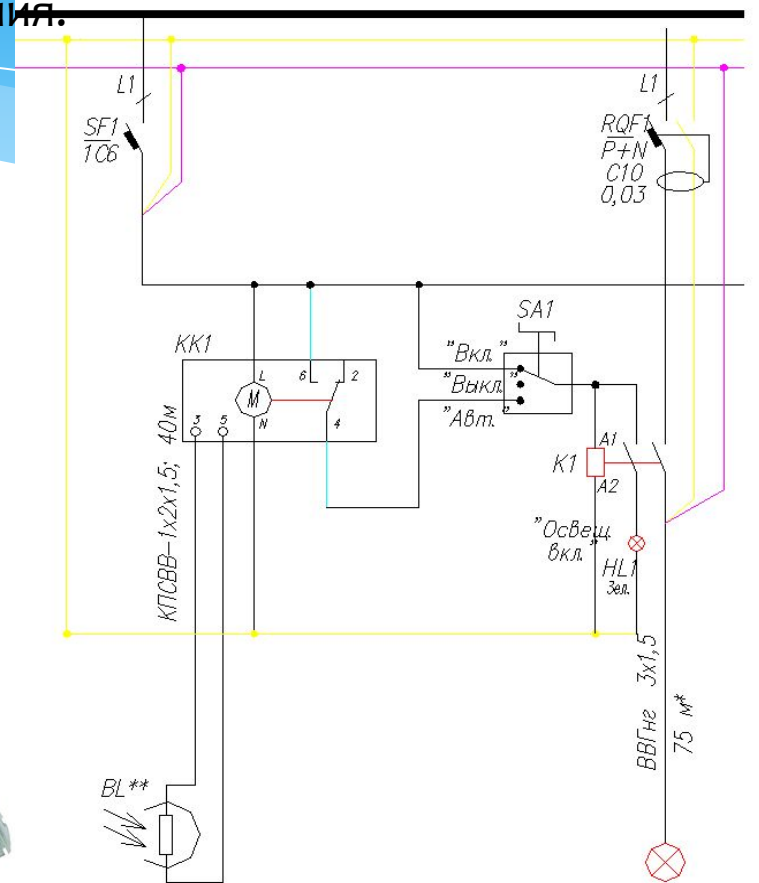 ия.
L1
SF1
1C6
L1
RQF1
P+N
C10
0,03
KK1
L
6
2
M
3
5
N
4
SA1
"Вкл."
"Выкл."
"Авт."
K1
A1
A2
"Освещ.
вкл."
HL1
Зел.
КПСВВ-1х2х1,5; 40м
ВВГнг 3х1,5
75 м*
BL**